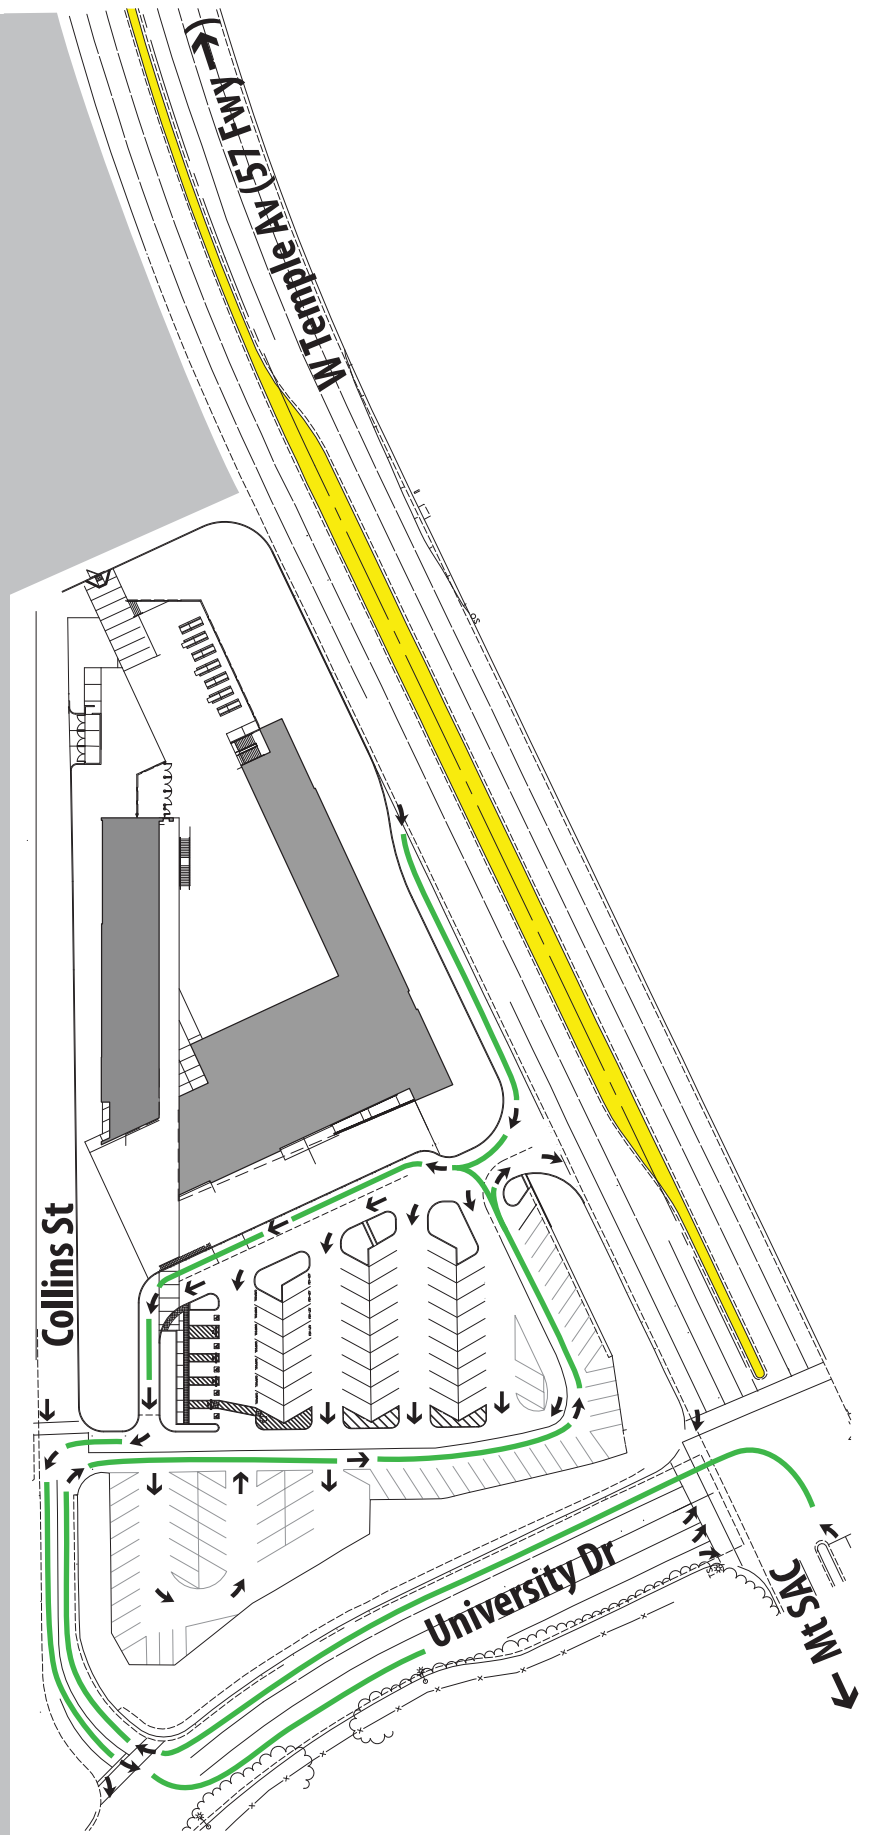 W Temple Av (57 Fwy → )
Collins St
University Dr
← Mt SAC